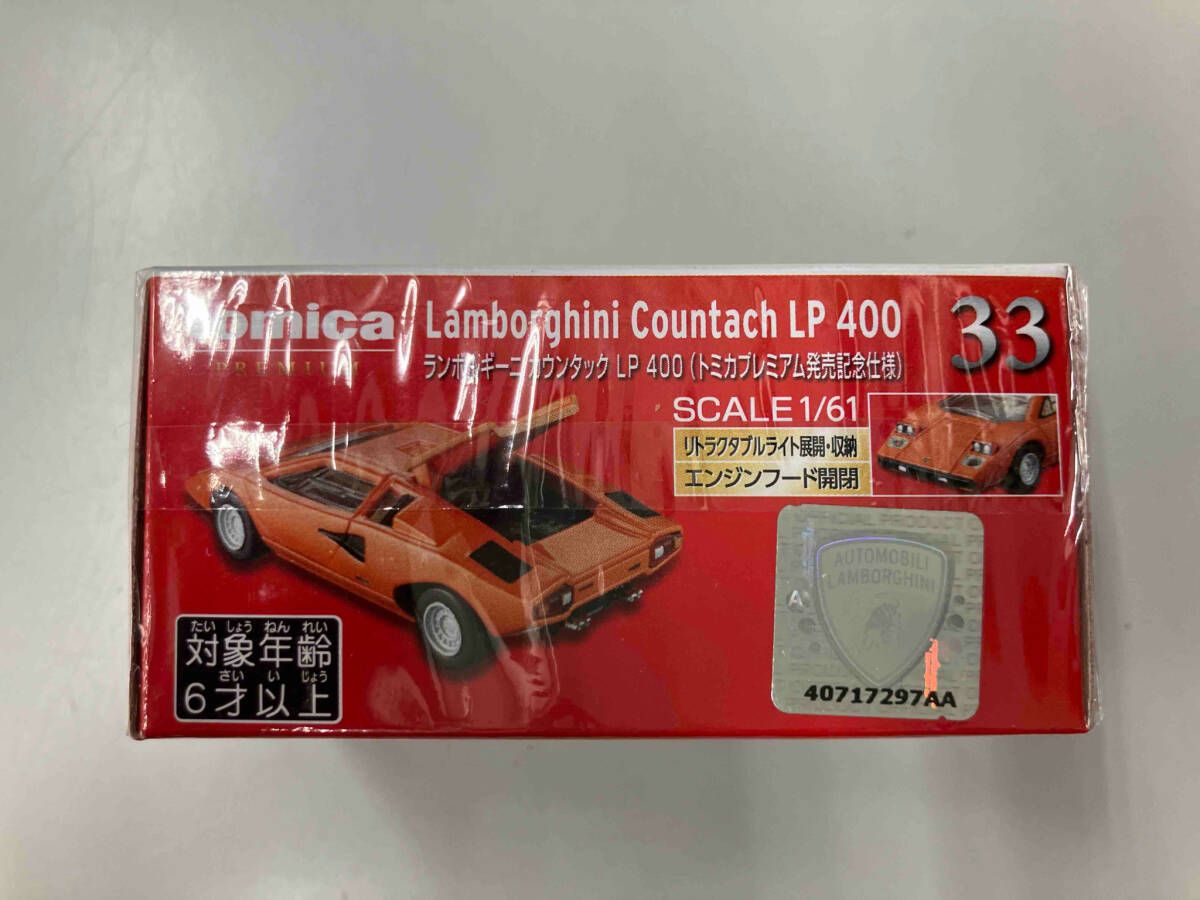 tomica
PREMIUM
Lamborghini Countach LP 400
ランボルギーニ カウンタック LP 400 (トミカプレミアム発売記念仕様)
33
SCALE 1/61
リトラクタブルライト展開・収納
エンジンフード開閉
たい しょう ねん れい
対象年齢
さい い じょう
6才以上
AUTOMOBILI
LAMBORGHINI
A
40717297AA